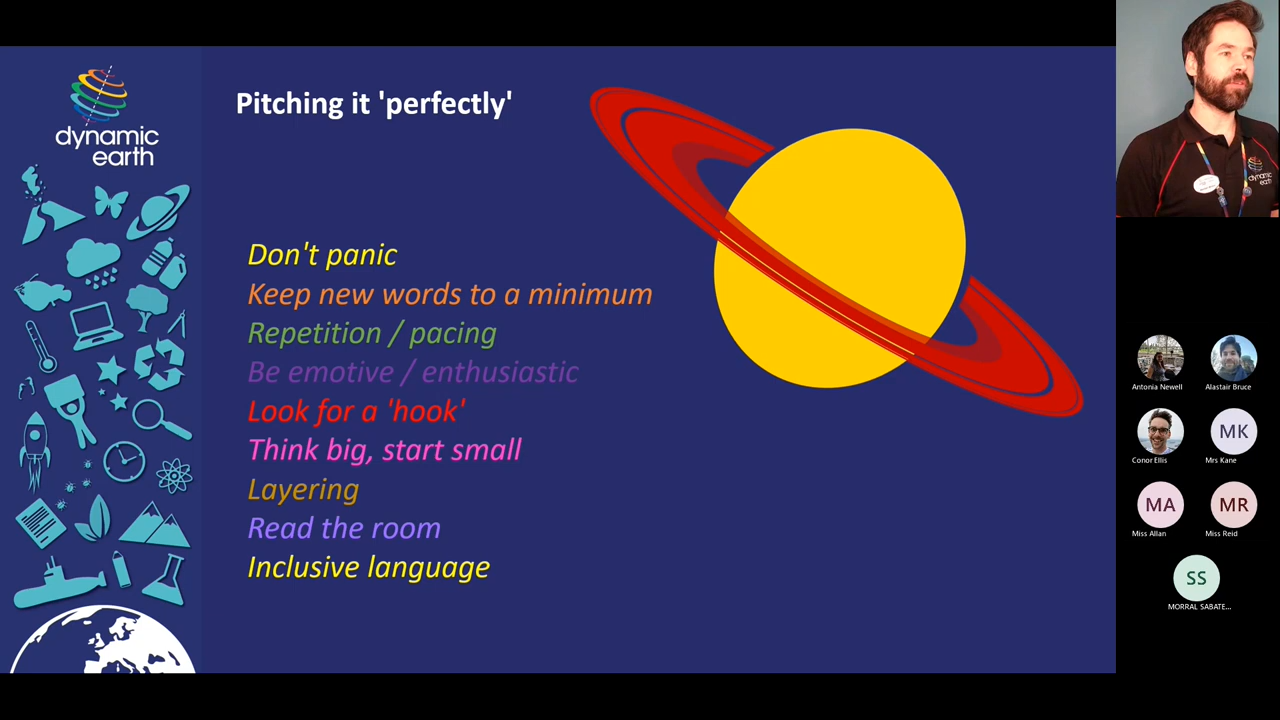 dynamic
earth
Pitching it 'perfectly'
Don't panic
Keep new words to a minimum
Repetition / pacing
Be emotive / enthusiastic
Look for a 'hook'
Think big, start small
Layering
Read the room
Inclusive language
dynamic
earth
Antonia Newell
Alastair Bruce
Conor Ellis
MK
Mrs Kane
MA
Miss Allan
MR
Miss Reid
SS
MORRAL SABATE...